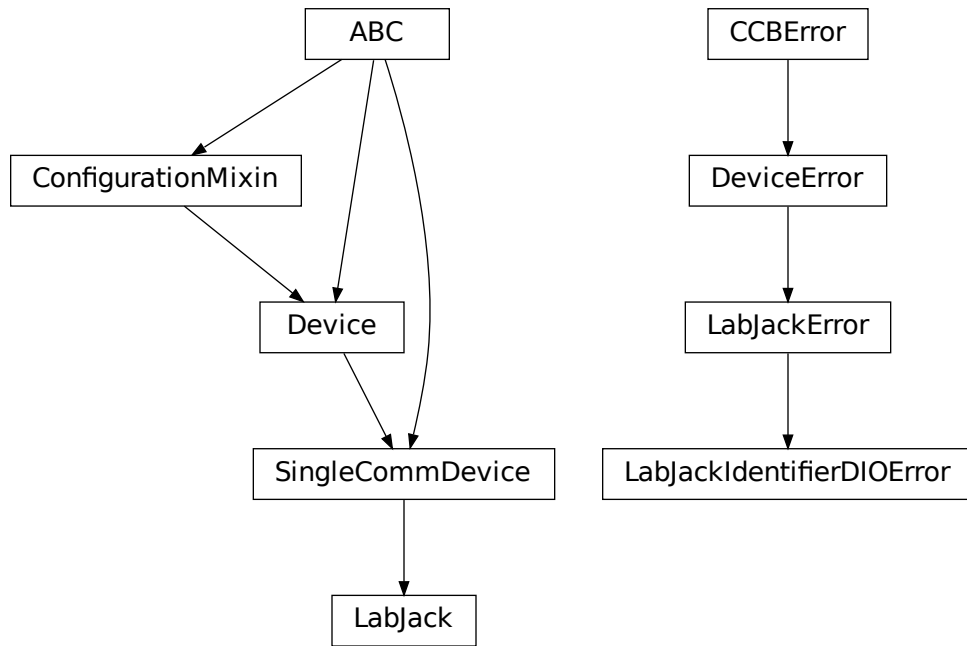 ABC
CCBError
ConfigurationMixin
DeviceError
Device
LabJackError
SingleCommDevice
LabJackIdentifierDIOError
LabJack